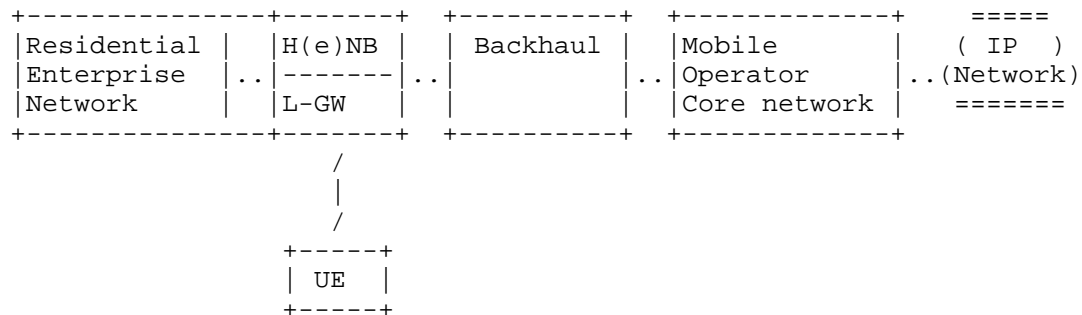 +---------------+-------+  +----------+  +-------------+    =====
|Residential |  |H(e)NB |  | Backhaul |  |Mobile       |   ( IP  )
|Enterprise  |..|-------|..|          |..|Operator     |..(Network)
|Network     |  |L-GW   |  |          |  |Core network |   =======
+---------------+-------+  +----------+  +-------------+
/
|
/
+-----+
| UE  |
+-----+